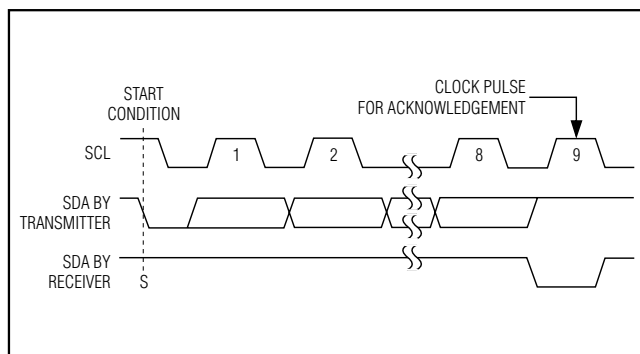 START
CONDITION
CLOCK PULSE
FOR ACKNOWLEDGEMENT
SCL
1
2
8
9
SDA BY
TRANSMITTER
SDA BY
RECEIVER
S